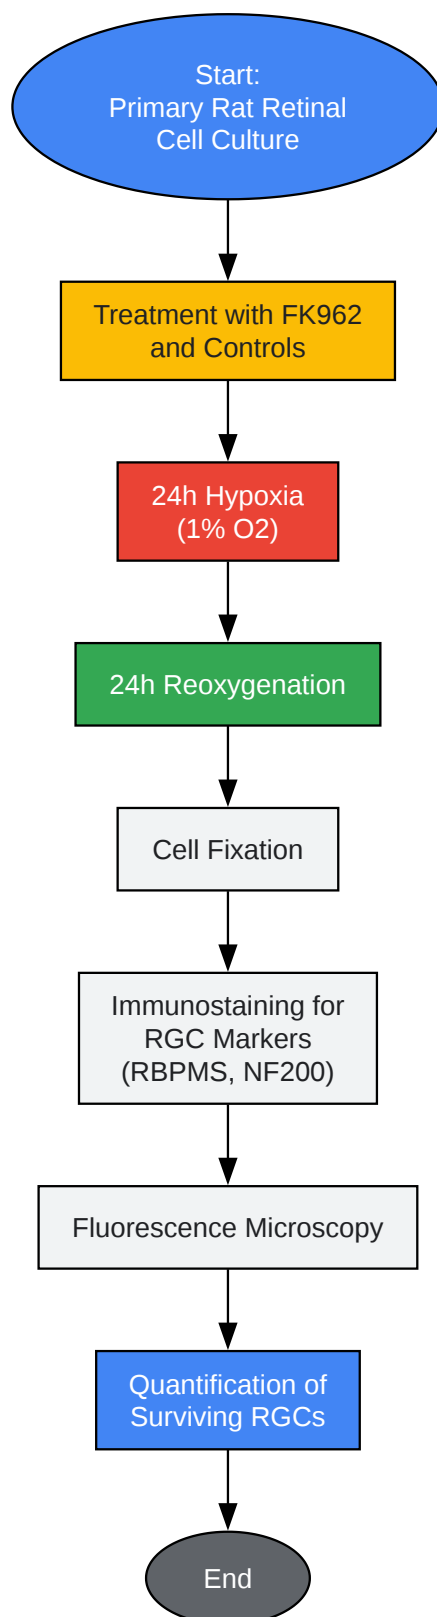 Start:
Primary Rat Retinal
Cell Culture
Treatment with FK962
and Controls
24h Hypoxia
(1% O2)
24h Reoxygenation
Cell Fixation
Immunostaining for
RGC Markers
(RBPMS, NF200)
Fluorescence Microscopy
Quantification of
Surviving RGCs
End